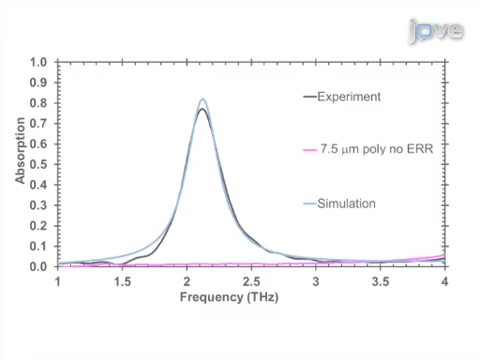 jove
1.0
0.9
0.8
0.7
0.6
0.5
0.4
0.3
0.2
0.1
0.0
Absorption
Experiment
7.5 μm poly no ERR
Simulation
1 1.5 2 2.5 3 3.5 4
Frequency (THz)